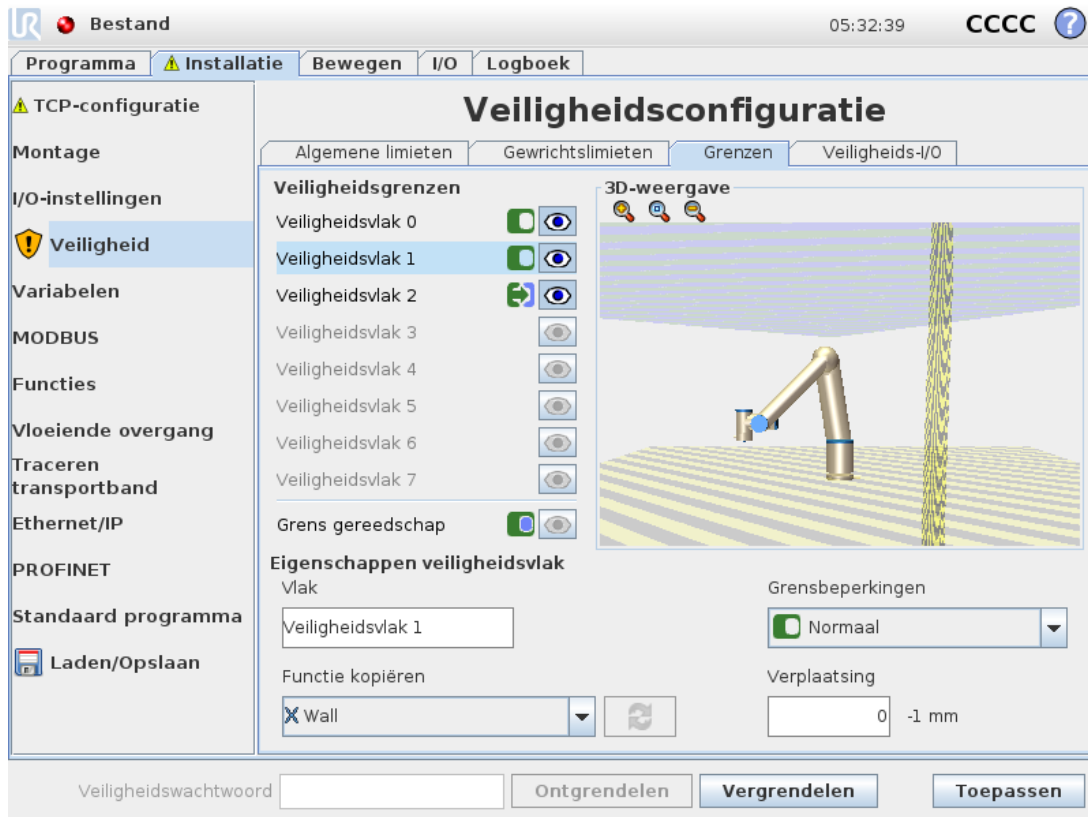 UR Bestand 05:32:39 CCCC ?
Programma Installatie Bewegen I/O Logboek
TCP-configuratie
Montage
I/O-instellingen
Veiligheid
Variabelen
MODBUS
Functies
Vloeiende overgang
Traceren
transportband
Ethernet/IP
PROFINET
Standaard programma
Laden/Opslaan
Veiligheidsconfiguratie
Algemene limieten Gewrichtslimieten Grenzen Veiligheids-I/0
Veiligheidsgrenzen
Veiligheidsvlak 0
Veiligheidsvlak 1
Veiligheidsvlak 2
Veiligheidsvlak 3
Veiligheidsvlak 4
Veiligheidsvlak 5
Veiligheidsvlak 6
Veiligheidsvlak 7
Grens gereedschap
3D-weergave
Eigenschappen veiligheidsvlak
Vlak
Veiligheidsvlak 1
Grensbeperkingen
Normaal
Functie kopiëren
Wall
Verplaatsing
0 -1 mm
Veiligheidswachtwoord Ontgrendelen Vergrendelen Toepassen